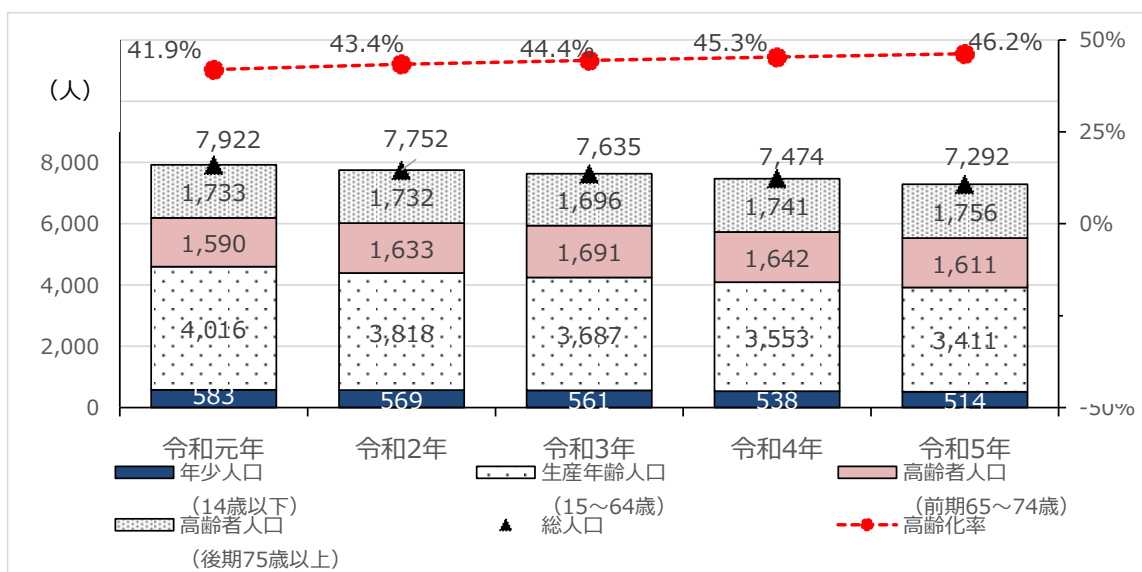 41.9% 43.4% 44.4% 45.3% 46.2% 50%
（人）
7,922 7,752 7,635 7,474 7,292 25%
8,000
1,733 1,732 1,696 1,741 1,756
6,000 0%
1,590 1,633 1,691 1,642 1,611
4,000
4,016 3,818 3,687 3,553 3,411
2,000
583 569 561 538 514
0 -50%
令和元年 令和2年 令和3年 令和4年 令和5年
年少人口 生産年齢人口 高齢者人口
（14歳以下） （15～64歳） （前期65～74歳）
高齢者人口 総人口 高齢化率
（後期75歳以上）